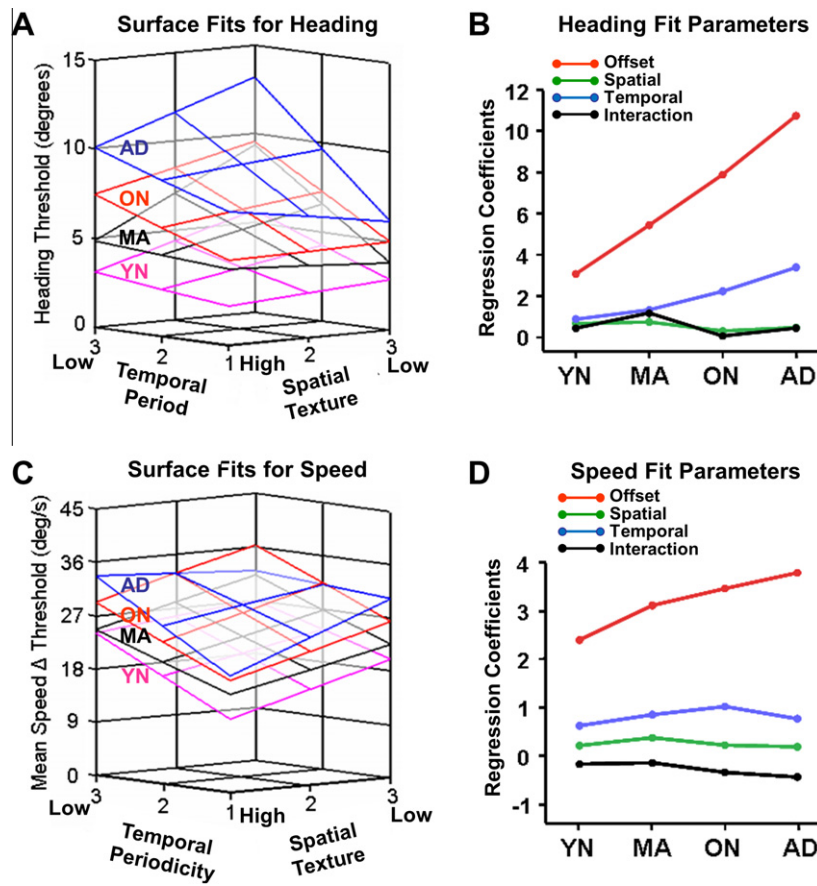 A
Surface Fits for Heading
Heading Threshold (degrees)
15
10
5
0
AD
ON
MA
YN
3
2
1
2
3
Low
High
Low
Temporal
Period
Spatial
Texture
B
Heading Fit Parameters
Offset
Spatial
Temporal
Interaction
Regression Coefficients
12
10
8
6
4
2
0
YN MA ON AD
C
Surface Fits for Speed
Mean Speed Δ Threshold (deg/s)
45
36
27
18
9
0
AD
ON
MA
YN
3
2
1
2
3
Low
High
Low
Temporal
Periodicity
Spatial
Texture
D
Speed Fit Parameters
Offset
Spatial
Temporal
Interaction
Regression Coefficients
4
3
2
1
0
-1
YN MA ON AD